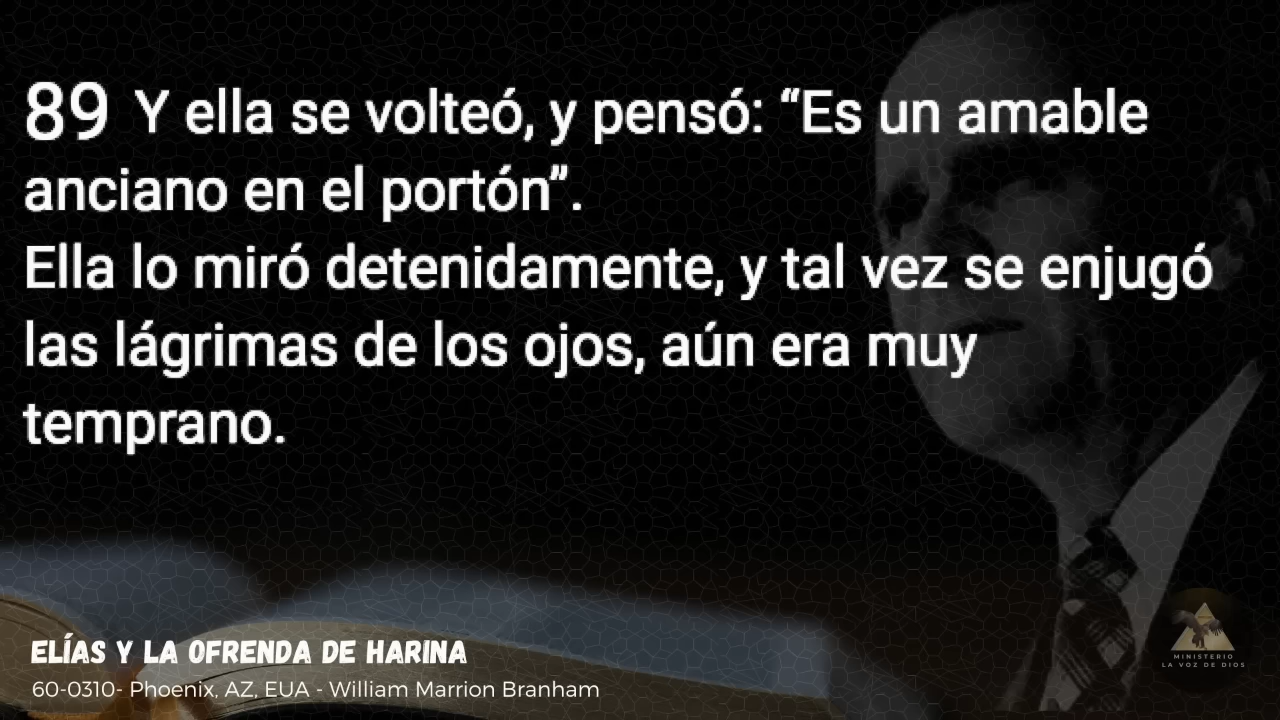 89 Y ella se volteó, y pensó: “Es un amable
anciano en el portón”.
Ella lo miró detenidamente, y tal vez se enjugó
las lágrimas de los ojos, aún era muy
temprano.
ELÍAS Y LA OFRENDA DE HARINA
60-0310- Phoenix, AZ, EUA - William Marrion Branham
MINISTERIO
LA VOZ DE DIOS